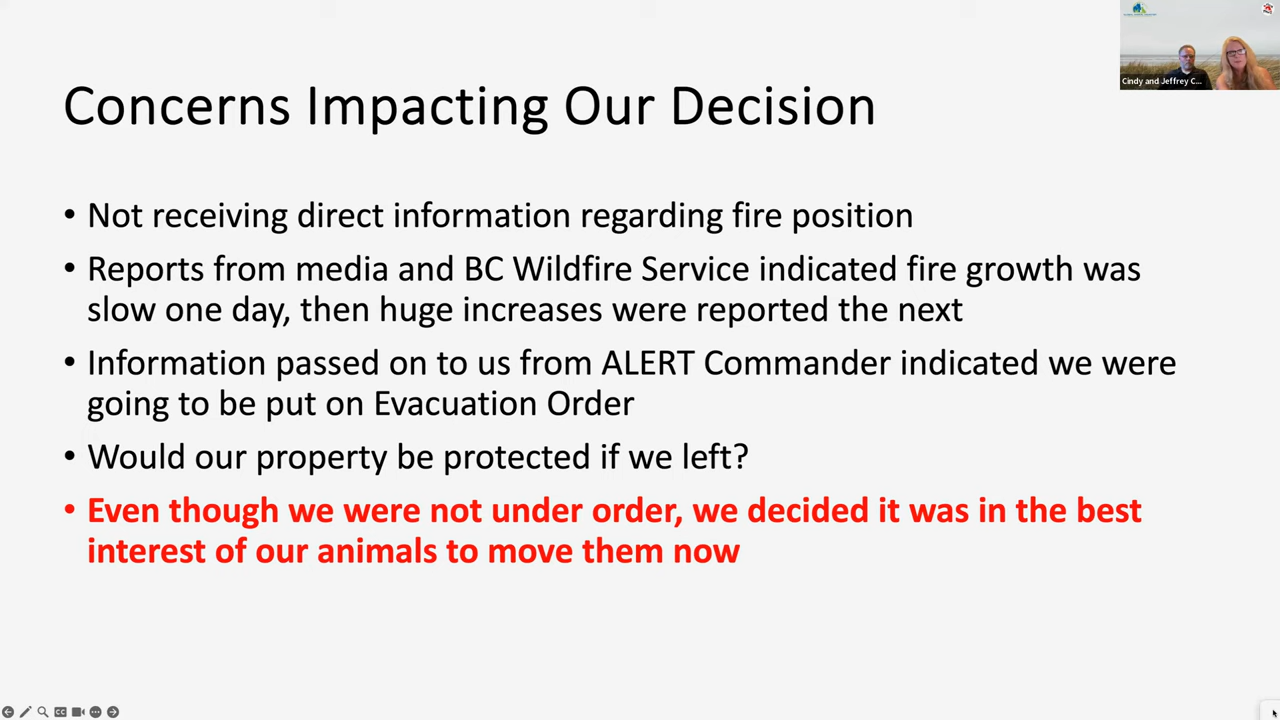 Cindy and Jeffrey C...
Concerns Impacting Our Decision
• Not receiving direct information regarding fire position
• Reports from media and BC Wildfire Service indicated fire growth was
slow one day, then huge increases were reported the next
• Information passed on to us from ALERT Commander indicated we were
going to be put on Evacuation Order
• Would our property be protected if we left?
• Even though we were not under order, we decided it was in the best
interest of our animals to move them now